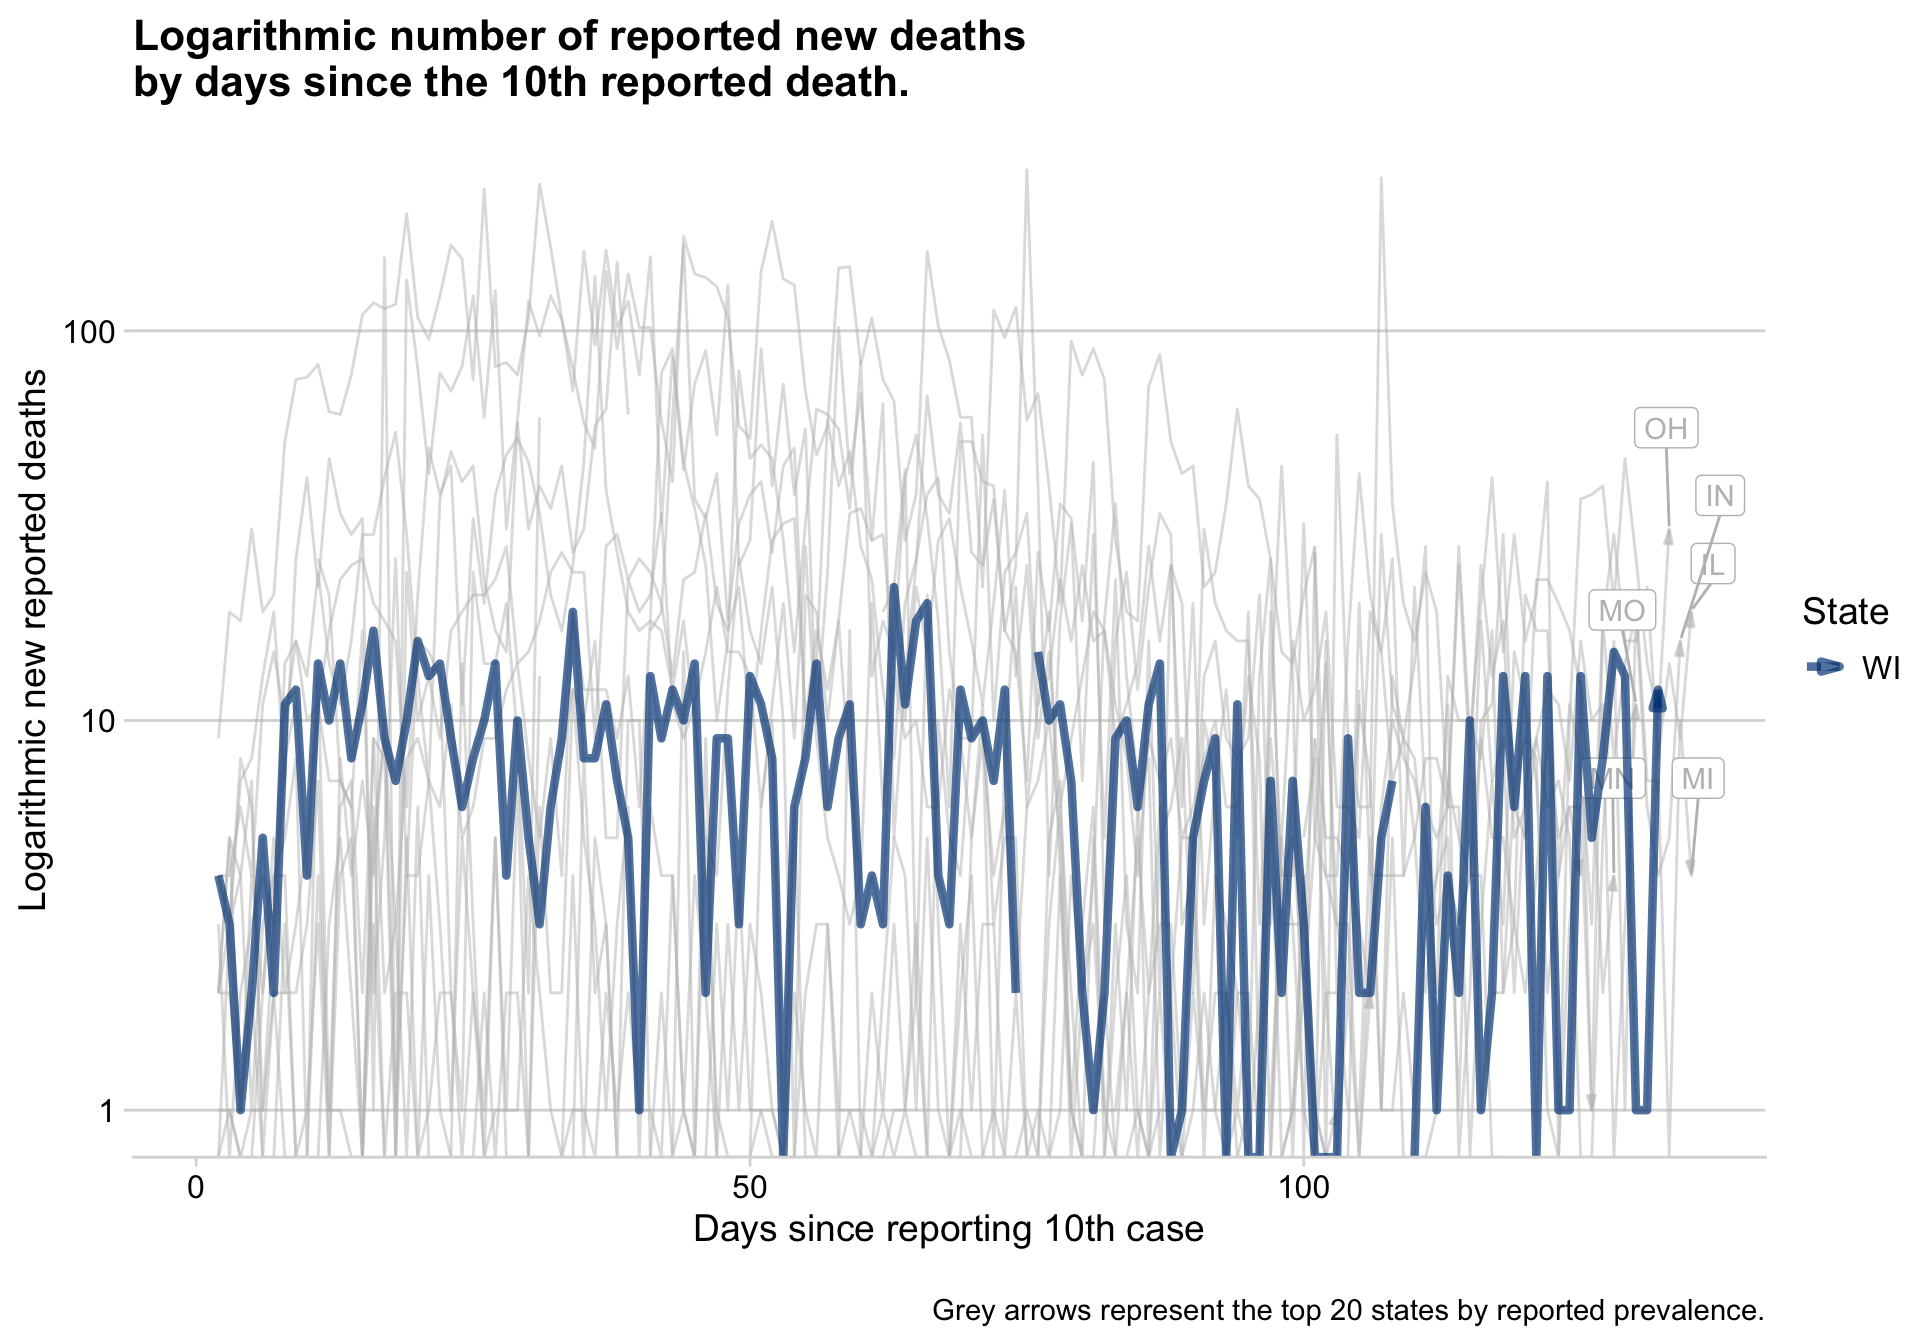 Logarithmic number of reported new deaths
by days since the 10th reported death.
Logarithmic new reported deaths
100
10
1
OH
IN
IL
MO
MN
MI
State
WI
0
50
100
Days since reporting 10th case
Grey arrows represent the top 20 states by reported prevalence.